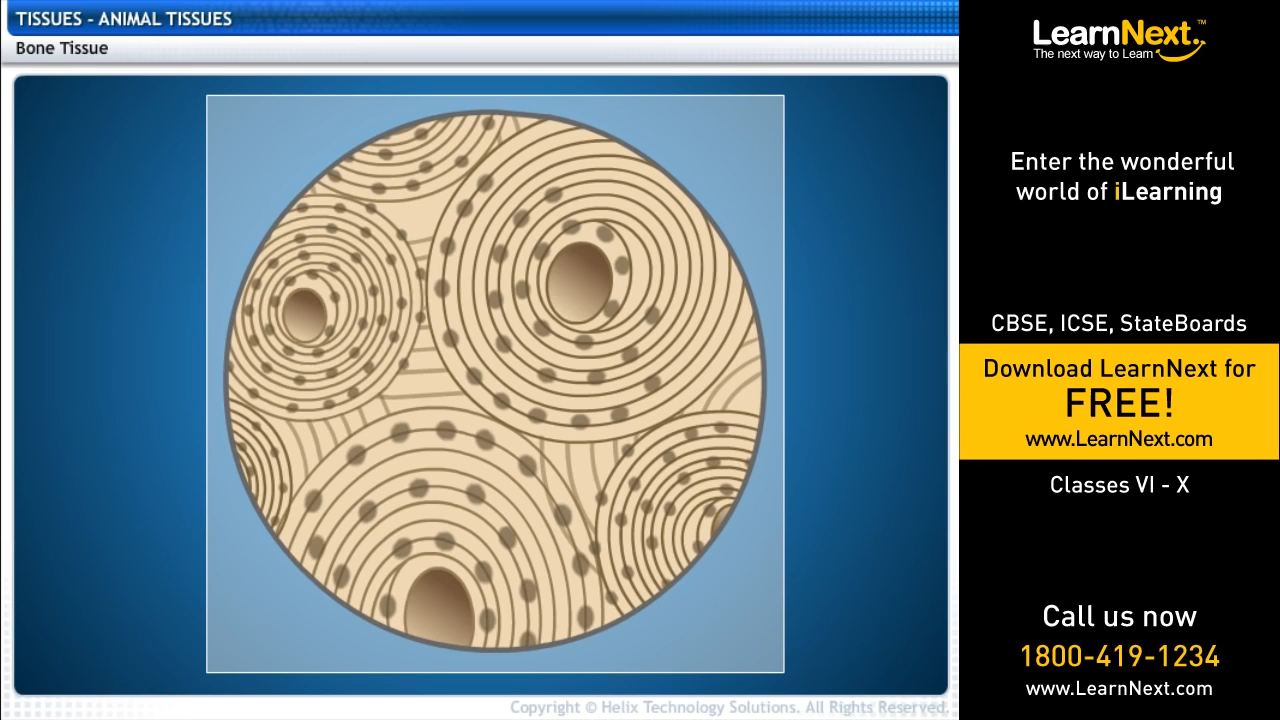 TISSUES - ANIMAL TISSUES
Bone Tissue
LearnNext.™
The next way to Learn
Enter the wonderful
world of iLearning
CBSE, ICSE, StateBoards
Download LearnNext for
FREE!
www.LearnNext.com
Classes VI - X
Call us now
1800-419-1234
www.LearnNext.com
Copyright © Helix Technology Solutions. All Rights Reserved.